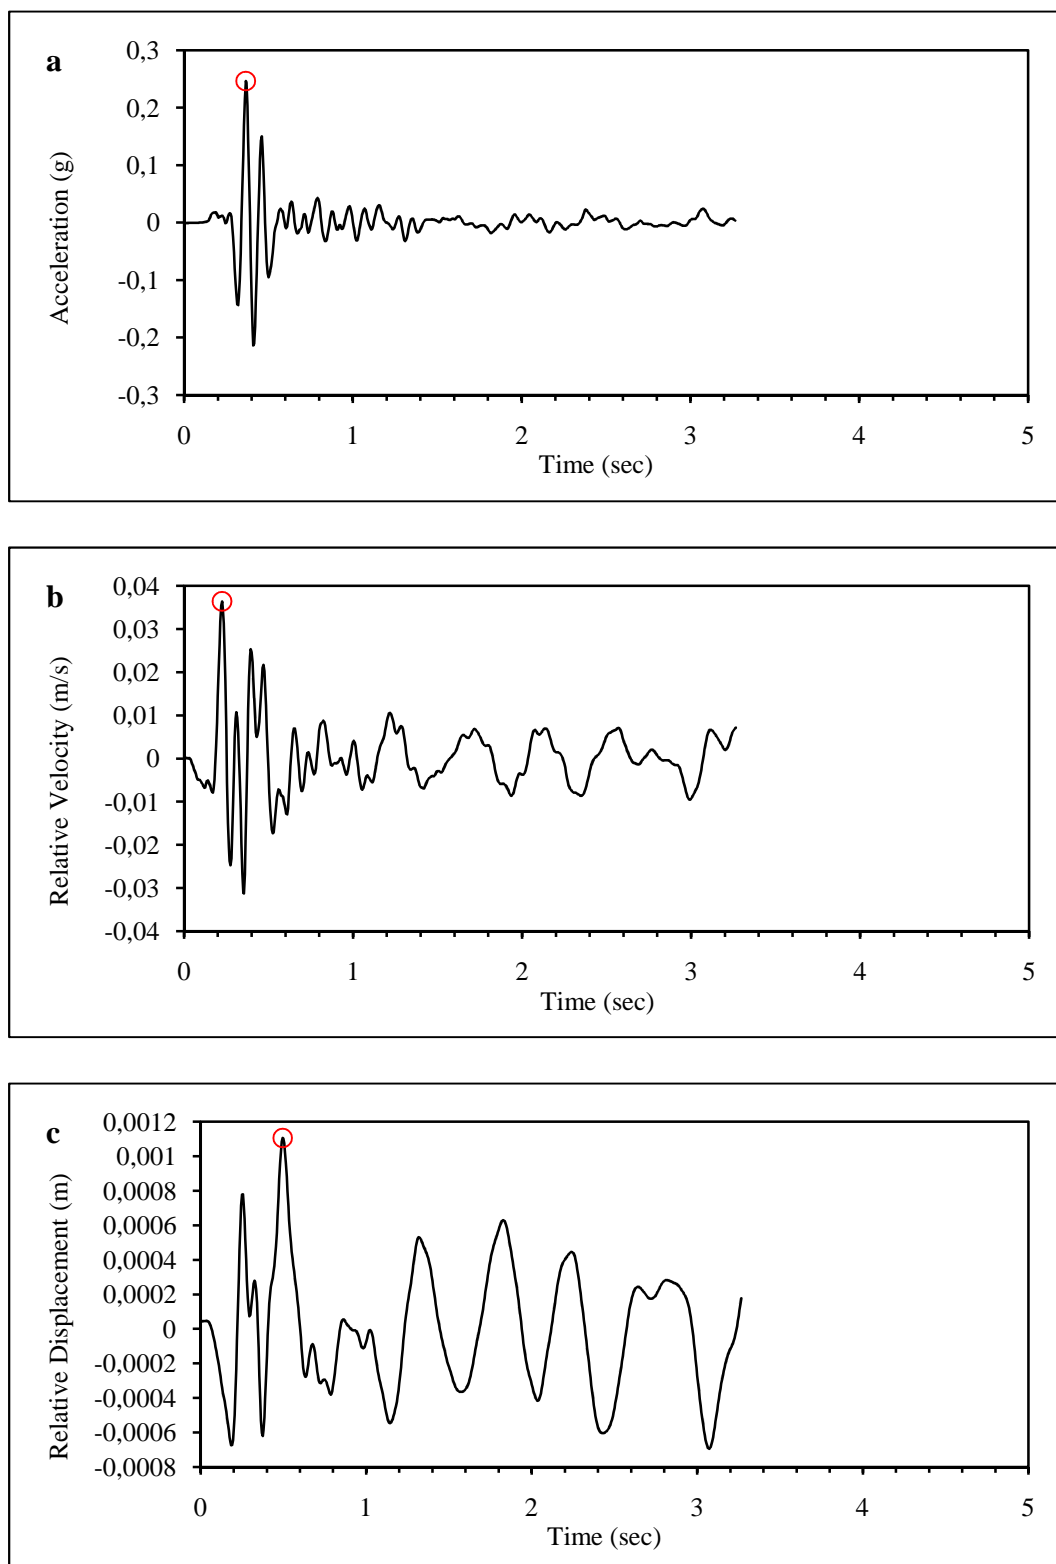 a
0,3
0,2
0,1
0
-0,1
-0,2
-0,3
Acceleration (g)
0 1 2 3 4 5
Time (sec)
b
0,04
0,03
0,02
0,01
0
-0,01
-0,02
-0,03
-0,04
Relative Velocity (m/s)
0 1 2 3 4 5
Time (sec)
c
0,0012
0,001
0,0008
0,0006
0,0004
0,0002
0
-0,0002
-0,0004
-0,0006
-0,0008
Relative Displacement (m)
0 1 2 3 4 5
Time (sec)